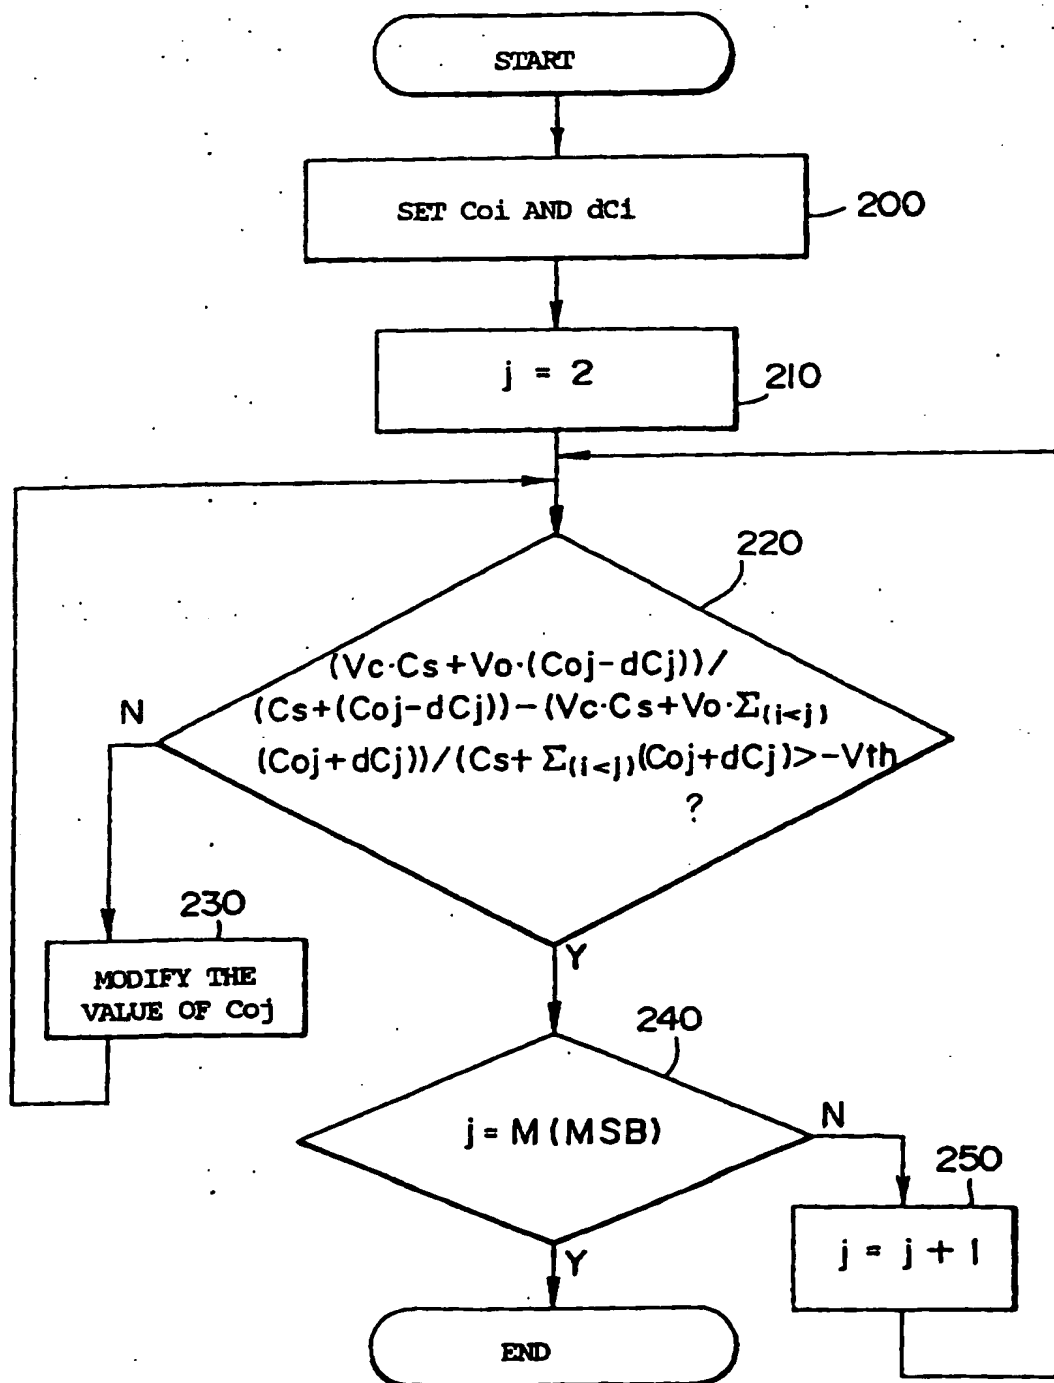 START
SET Coi AND dCi
200
j = 2
210
220
(Vc·Cs+Vo·(Coj-dCj))/
(Cs+(Coj-dCj))-(Vc·Cs+Vo·Σ(i<j)
(Coj+dCj))/(Cs+ Σ(i<j)(Coj+dCj)>-Vth
?
N
Y
230
MODIFY THE
VALUE OF Coj
240
j=M(MSB)
N
Y
250
j = j + 1
END